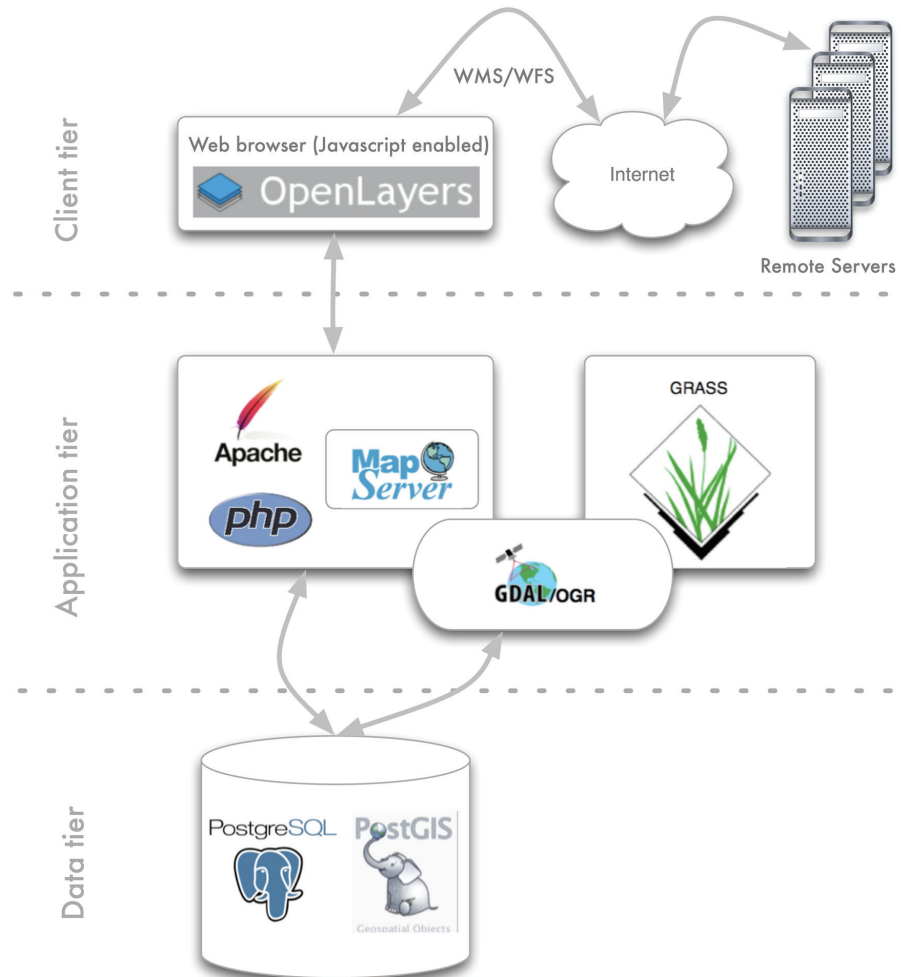 WMS/WFS
Client tier
Web browser (Javascript enabled)
OpenLayers
Internet
Remote Servers
Application tier
Apache
php
Map
Server
GRASS
GDAL/OGR
Data tier
PostgreSQL
PostGIS
Geospatial Objects